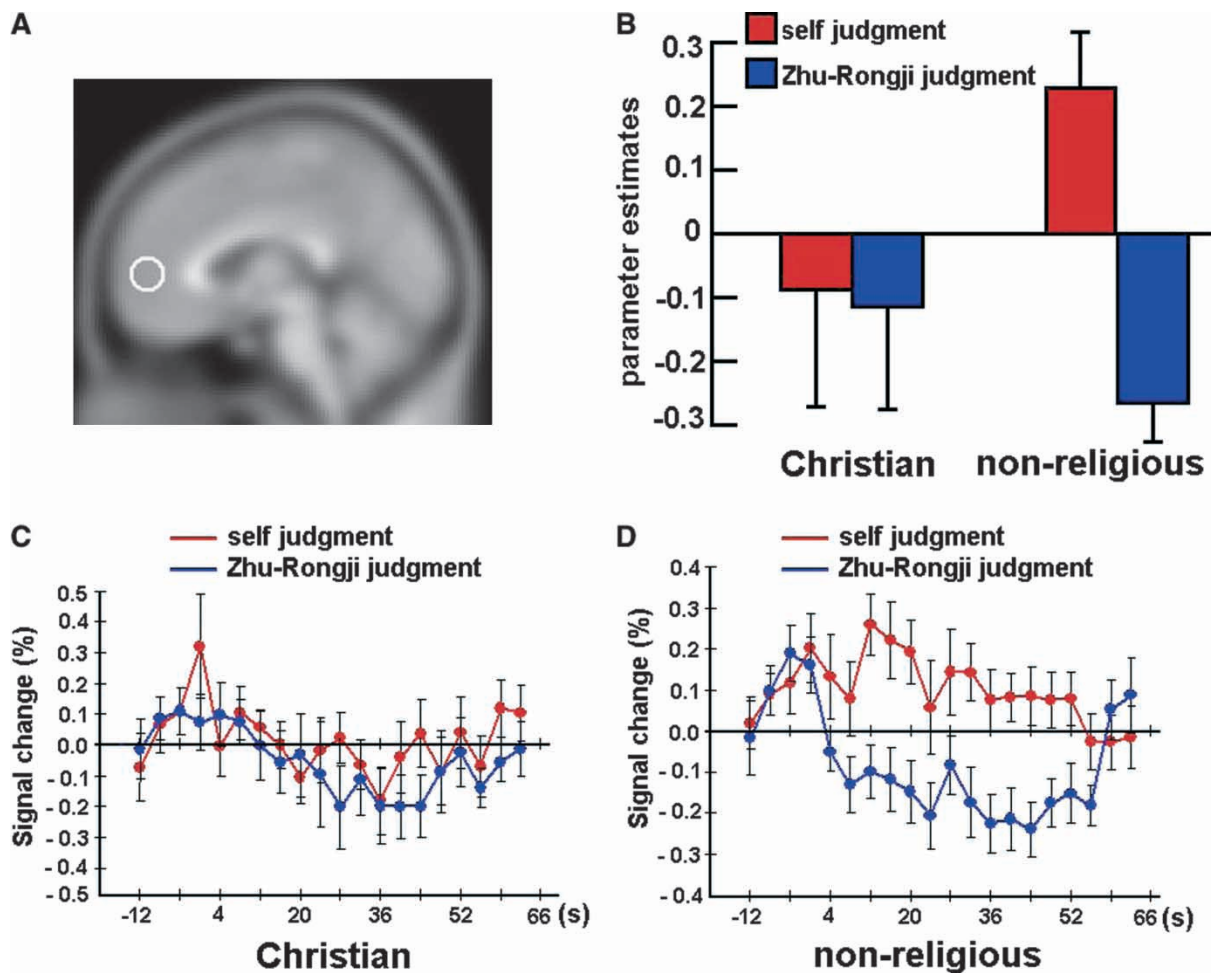 A
B
self judgment
Zhu-Rongji judgment
parameter estimates
0.3
0.2
0.1
0
-0.1
-0.2
-0.3
Christian
non-religious
C
self judgment
Zhu-Rongji judgment
Signal change (%)
0.5
0.4
0.3
0.2
0.1
0.0
-0.1
-0.2
-0.3
-0.4
-0.5
-12
4
20
36
52
66 (s)
Christian
D
self judgment
Zhu-Rongji judgment
Signal change (%)
0.4
0.3
0.2
0.1
0.0
-0.1
-0.2
-0.3
-0.4
-12
4
20
36
52
66 (s)
non-religious